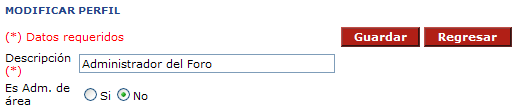 MODIFICAR PERFIL
(*) Datos requeridos
Guardar Regresar
Descripción
(*)
Administrador del Foro
Es Adm. de
área
Si No